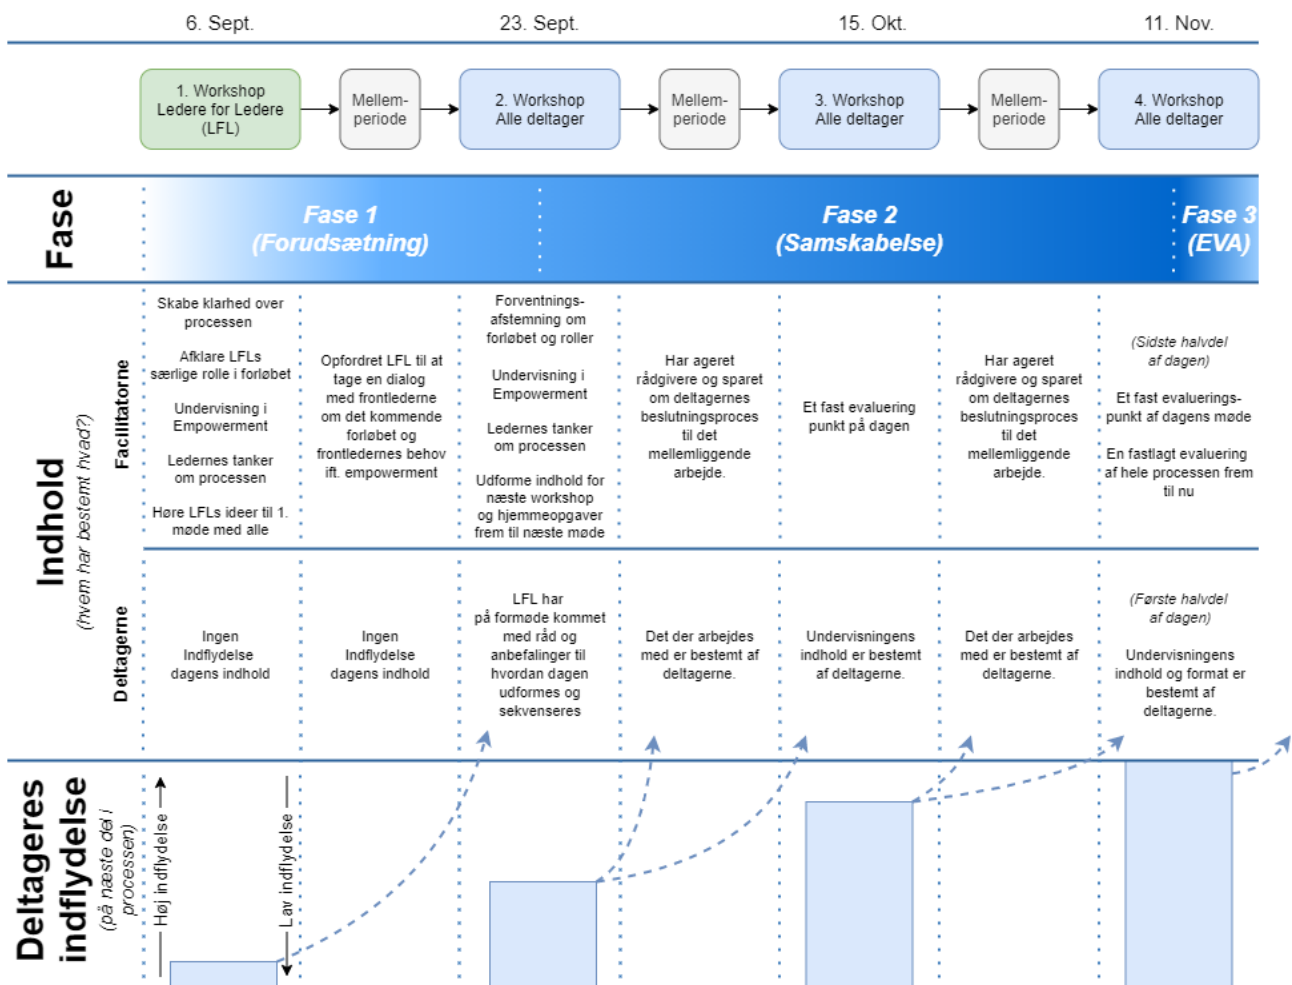 6. Sept.
23. Sept.
15. Okt.
11. Nov.
1. Workshop
Ledere for Ledere
(LFL)
Mellem-
periode
2. Workshop
Alle deltager
Mellem-
periode
3. Workshop
Alle deltager
Mellem-
periode
4. Workshop
Alle deltager
Fase
Fase 1
(Forudsætning)
Fase 2
(Samskabelse)
Fase 3
(EVA)
Indhold
(hvem har bestemt hvad?)
Facilitatorne
Skabe klarhed over
processen
Afklare LFLs
særlige rolle i forløbet
Undervisning i
Empowerment
Ledernes tanker
om processen
Høre LFLs ideer til 1.
møde med alle
Opfordret LFL til at
tage en dialog
med frontlederne
om det kommende
forløbet og
frontledernes behov
ift. empowerment
Forventnings-
afstemning om
forløbet og roller
Undervisning i
Empowerment
Ledernes tanker
om processen
Udforme indhold for
næste workshop
og hjemmeopgaver
frem til næste møde
Har ageret
rådgivere og sparet
om deltagernes
beslutningsproces
til det
mellemliggende
arbejde.
Et fast evaluering
punkt på dagen
Har ageret
rådgivere og sparet
om deltagernes
beslutningsproces
til det
mellemliggende
arbejde.
(Sidste halvdel
af dagen)
Et fast evaluerings-
punkt af dagens møde
En fastlagt evaluering
af hele processen frem
til nu
Deltagerne
Ingen
Indflydelse
dagens indhold
Ingen
Indflydelse
dagens indhold
LFL har
på formøde kommet
med råd og
anbefalinger til
hvordan dagen
udformes og
sekvenseres
Det der arbejdes
med er bestemt af
deltagerne.
Undervisningens
indhold er bestemt
af deltagerne.
Det der arbejdes
med er bestemt af
deltagerne.
(Første halvdel
af dagen)
Undervisningens
indhold og format er
bestemt af
deltagerne.
Deltageres
indflydelse
(på næste del i
processen)
Høj indflydelse
Lav indflydelse